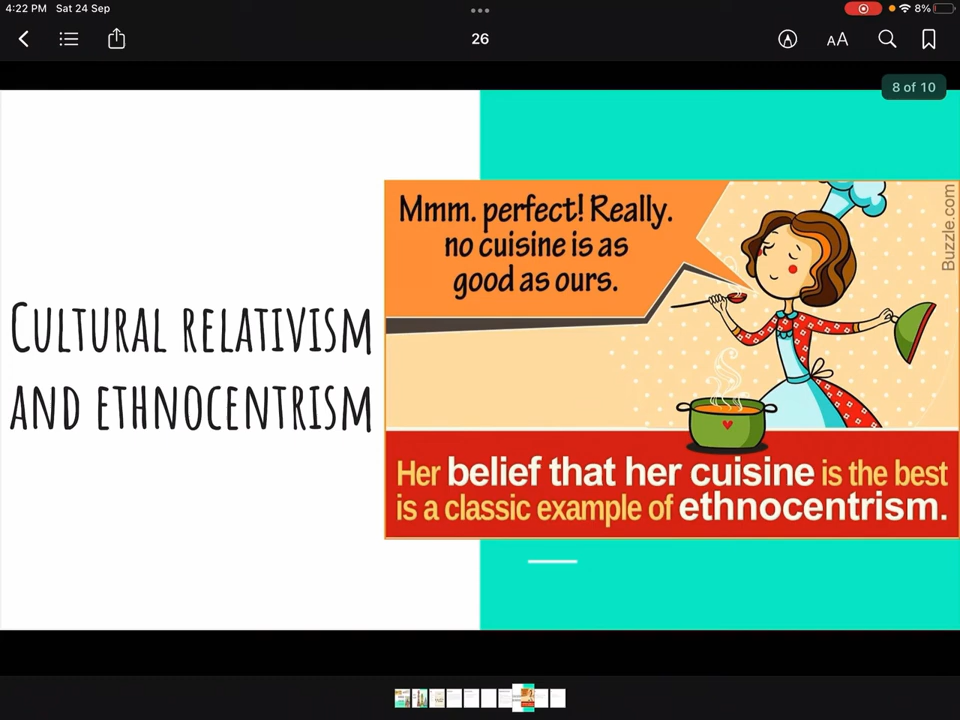 4:22 PM Sat 24 Sep
8%
26
AA
8 of 10
Mmm. perfect! Really.
no cuisine is as
good as ours.
Buzzle.com
CULTURAL RELATIVISM
AND ETHNOCENTRISM
Her belief that her cuisine is the best
is a classic example of ethnocentrism.